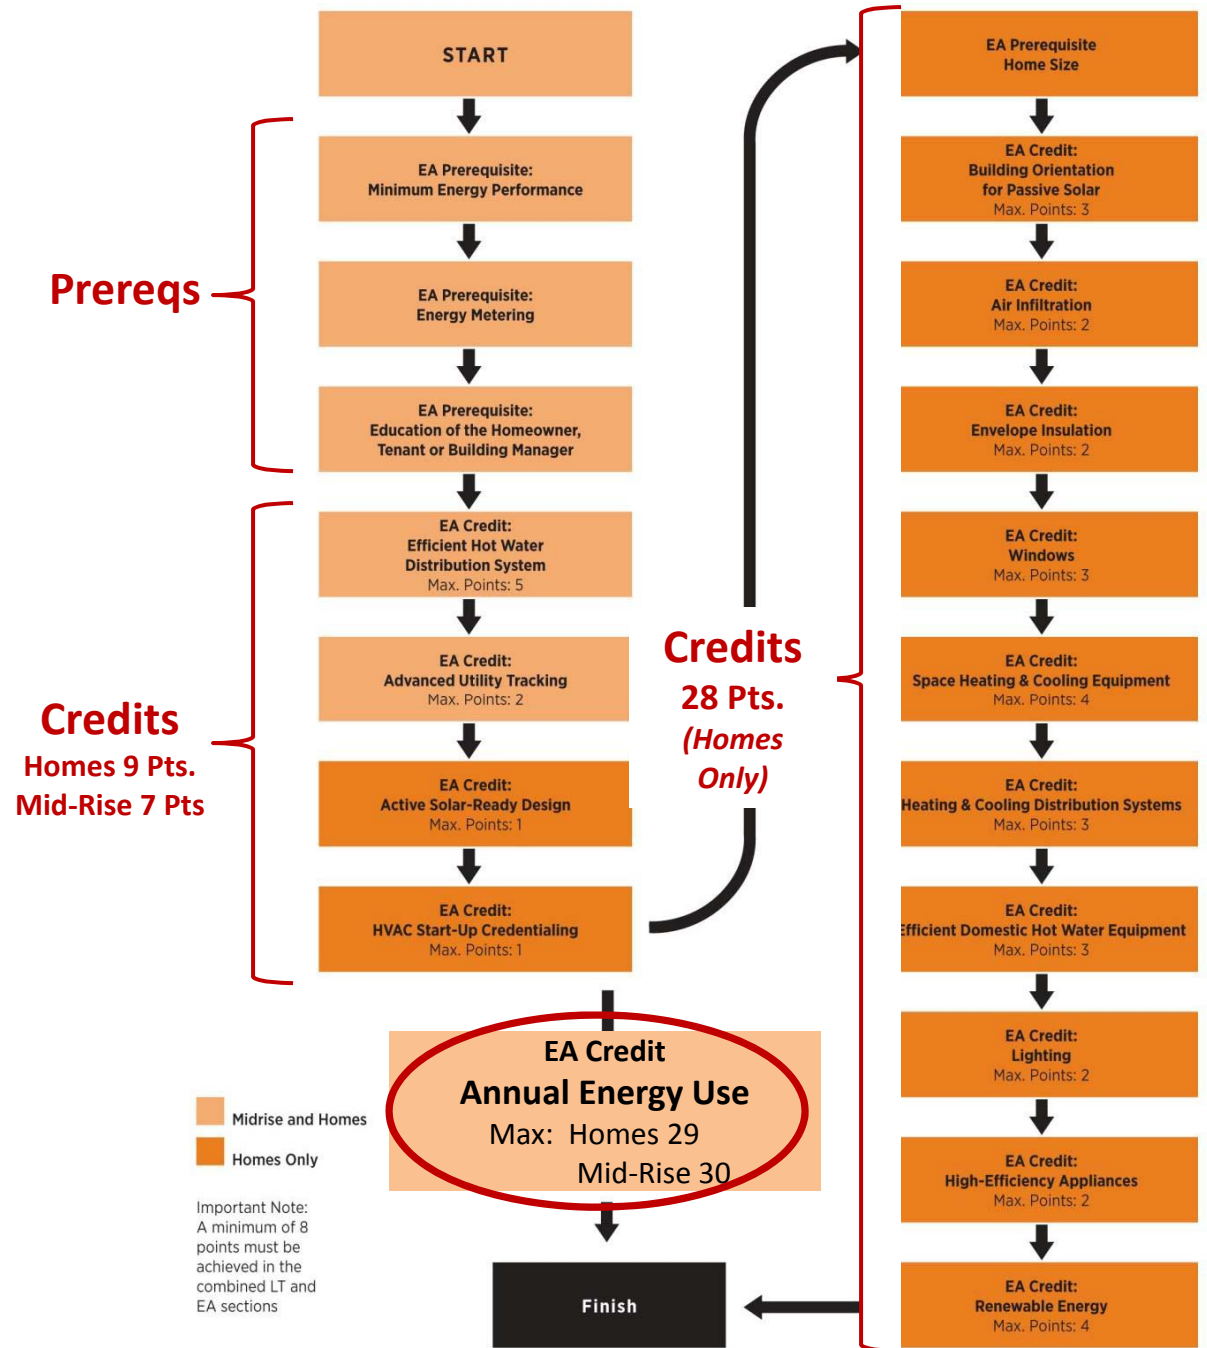 START
EA Prerequisite:
Minimum Energy Performance
EA Prerequisite:
Energy Metering
EA Prerequisite:
Education of the Homeowner,
Tenant or Building Manager
Prereqs
EA Credit:
Efficient Hot Water
Distribution System
Max. Points: 5
EA Credit:
Advanced Utility Tracking
Max. Points: 2
EA Credit:
Active Solar-Ready Design
Max. Points: 1
EA Credit:
HVAC Start-Up Credentialing
Max. Points: 1
Credits
Homes 9 Pts.
Mid-Rise 7 Pts
EA Credit
Annual Energy Use
Max: Homes 29
Mid-Rise 30
Midrise and Homes
Homes Only
Important Note:
A minimum of 8
points must be
achieved in the
combined LT and
EA sections
Finish
Credits
28 Pts.
(Homes
Only)
EA Prerequisite
Home Size
EA Credit:
Building Orientation
for Passive Solar
Max. Points: 3
EA Credit:
Air Infiltration
Max. Points: 2
EA Credit:
Envelope Insulation
Max. Points: 2
EA Credit:
Windows
Max. Points: 3
EA Credit:
Space Heating & Cooling Equipment
Max. Points: 4
EA Credit:
Heating & Cooling Distribution Systems
Max. Points: 3
EA Credit:
Efficient Domestic Hot Water Equipment
Max. Points: 3
EA Credit:
Lighting
Max. Points: 2
EA Credit:
High-Efficiency Appliances
Max. Points: 2
EA Credit:
Renewable Energy
Max. Points: 4